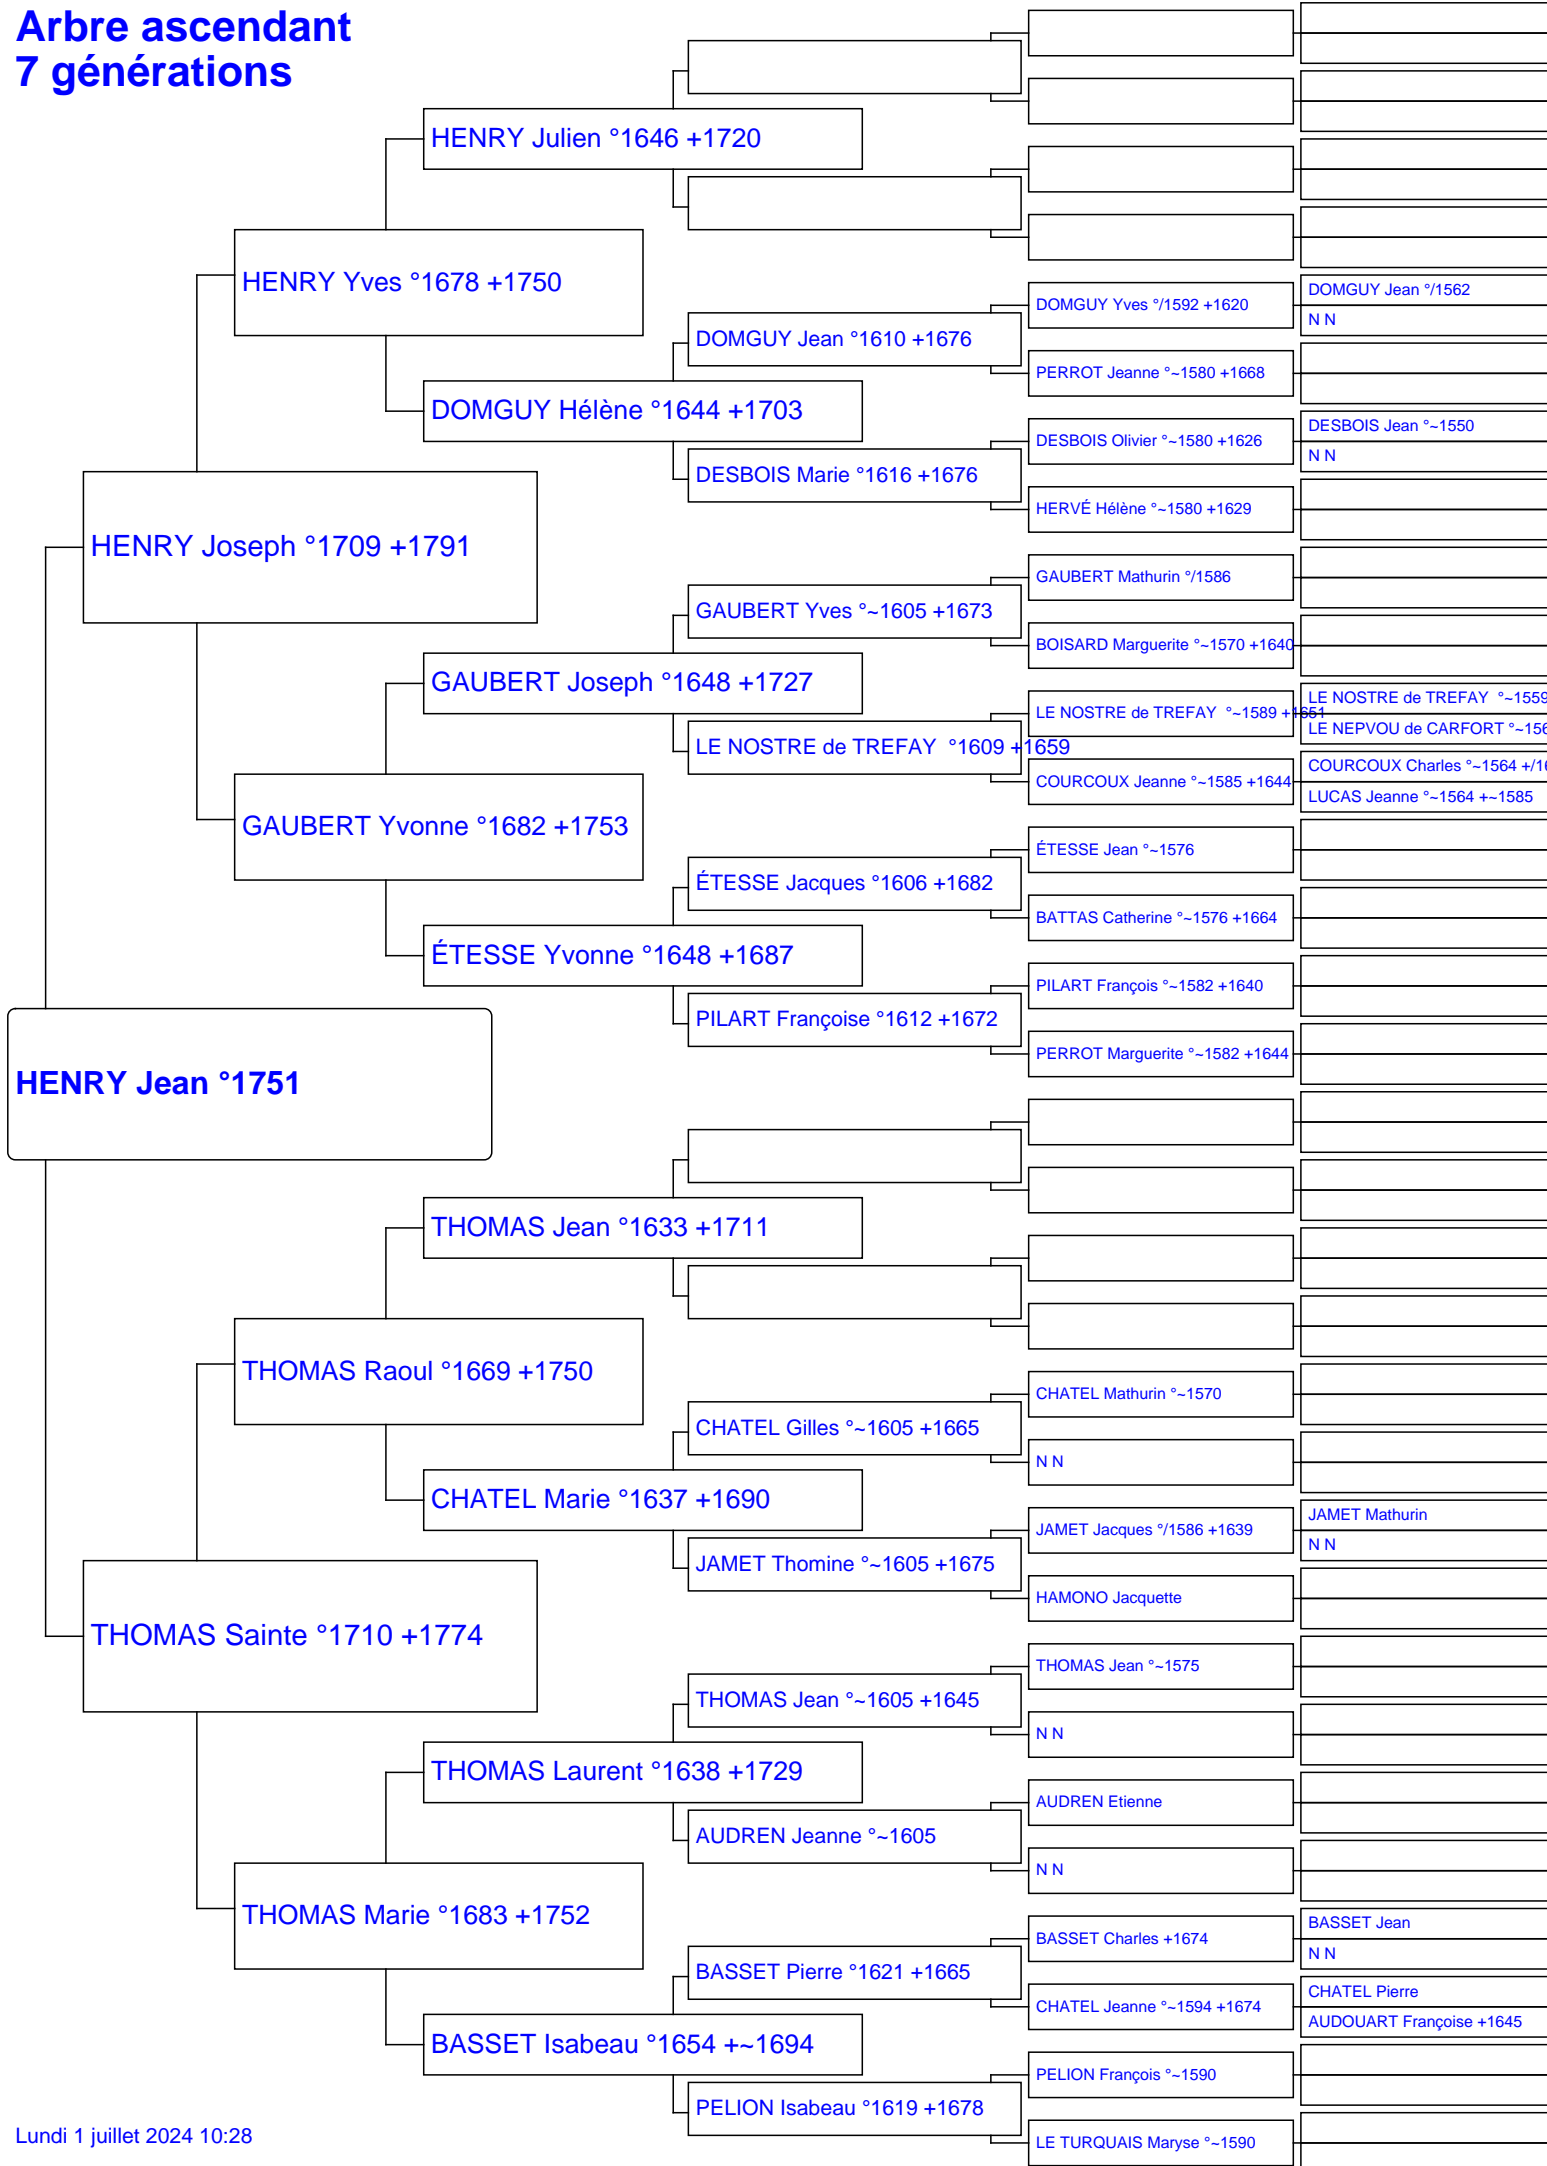 Arbre ascendant
7 générations
HENRY Julien °1646 +1720
HENRY Yves °1678 +1750
DOMGUY Yves °/1592 +1620
DOMGUY Jean °/1562
N N
DOMGUY Jean °1610 +1676
PERROT Jeanne °~1580 +1668
DOMGUY Hélène °1644 +1703
DESBOIS Olivier °~1580 +1626
DESBOIS Jean °~1550
N N
DESBOIS Marie °1616 +1676
HERVÉ Hélène °~1580 +1629
HENRY Joseph °1709 +1791
GAUBERT Mathurin °/1586
GAUBERT Yves °~1605 +1673
BOISARD Marguerite °~1570 +1640
GAUBERT Joseph °1648 +1727
LE NOSTRE de TREFAY °~1589 +1651
LE NOSTRE de TREFAY °~1559
LE NEPVOU de CARFORT °~156
LE NOSTRE de TREFAY °1609 +1659
COURCOUX Jeanne °~1585 +1644
COURCOUX Charles °~1564 +/16
LUCAS Jeanne °~1564 +~1585
GAUBERT Yvonne °1682 +1753
ÉTESSE Jean °~1576
ÉTESSE Jacques °1606 +1682
BATTAS Catherine °~1576 +1664
ÉTESSE Yvonne °1648 +1687
PILART François °~1582 +1640
PILART Françoise °1612 +1672
PERROT Marguerite °~1582 +1644
HENRY Jean °1751
THOMAS Jean °1633 +1711
THOMAS Raoul °1669 +1750
CHATEL Mathurin °~1570
CHATEL Gilles °~1605 +1665
N N
CHATEL Marie °1637 +1690
JAMET Jacques °/1586 +1639
JAMET Mathurin
N N
JAMET Thomine °~1605 +1675
HAMONO Jacquette
THOMAS Sainte °1710 +1774
THOMAS Jean °~1575
THOMAS Jean °~1605 +1645
N N
THOMAS Laurent °1638 +1729
AUDREN Etienne
AUDREN Jeanne °~1605
N N
THOMAS Marie °1683 +1752
BASSET Charles +1674
BASSET Jean
N N
BASSET Pierre °1621 +1665
CHATEL Jeanne °~1594 +1674
CHATEL Pierre
AUDOUART Françoise +1645
BASSET Isabeau °1654 +~1694
PELION François °~1590
PELION Isabeau °1619 +1678
LE TURQUAIS Maryse °~1590
Lundi 1 juillet 2024 10:28